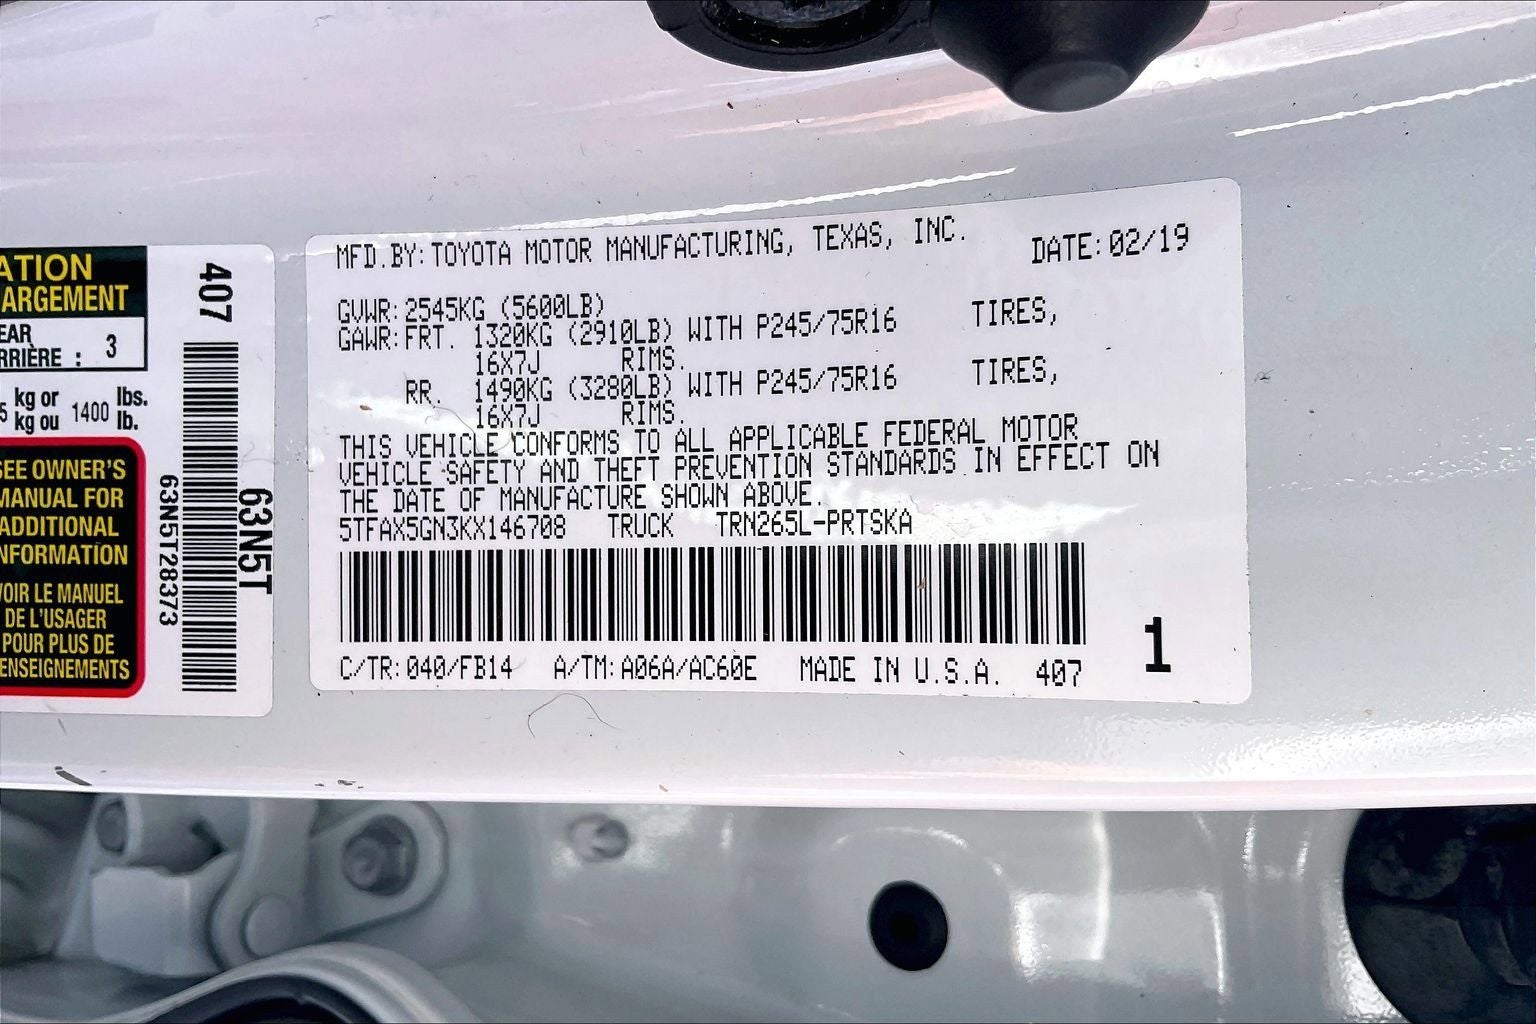 ATION
ARGEMENT
EAR
RRIÈRE : 3
5 kg or 1400 lbs.
kg ou lb.
SEE OWNER'S
MANUAL FOR
ADDITIONAL
INFORMATION
VOIR LE MANUEL
DE L'USAGER
POUR PLUS DE
RENSEIGNEMENTS
407
63N5T28373
63N5T
MFD.BY: TOYOTA MOTOR MANUFACTURING, TEXAS, INC. DATE: 02/19
GVWR: 2545KG (5600LB)
GAWR: FRT. 1320KG (2910LB) WITH P245/75R16 TIRES,
16X7J RIMS.
RR. 1490KG (3280LB) WITH P245/75R16 TIRES,
16X7J RIMS.
THIS VEHICLE CONFORMS TO ALL APPLICABLE FEDERAL MOTOR
VEHICLE SAFETY AND THEFT PREVENTION STANDARDS IN EFFECT ON
THE DATE OF MANUFACTURE SHOWN ABOVE.
5TFAX5GN3KX146708 TRUCK TRN265L-PRTSKA
C/TR: 040/FB14 A/TM: A06A/AC60E MADE IN U.S.A. 407
1